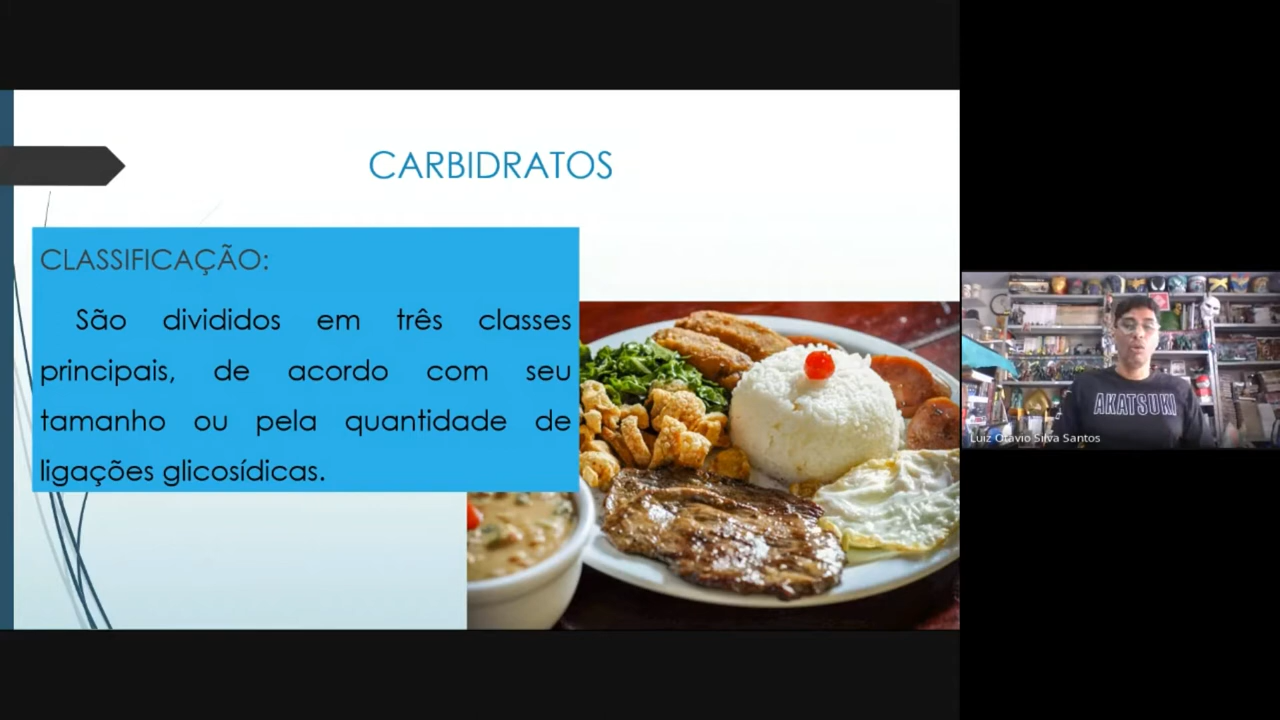 CARBIDRATOS
CLASSIFICAÇÃO:
São divididos em três classes
principais, de acordo com seu
tamanho ou pela quantidade de
ligações glicosídicas.
AKATSUKI
Luiz Otavio Silva Santos